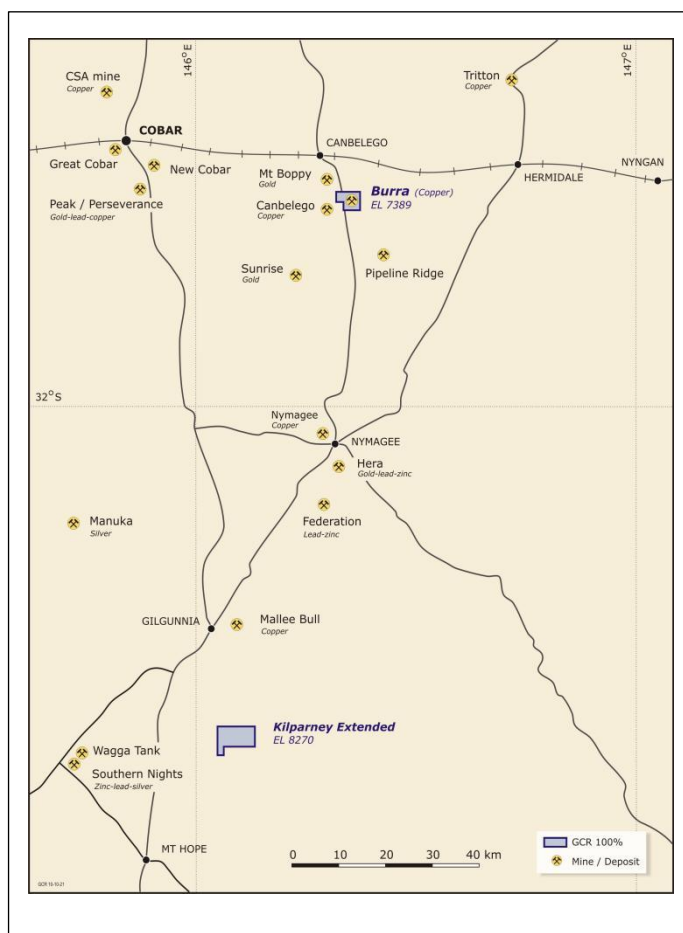 146°E
147°E
CSA mine
Copper
Tritton
Copper
COBAR
CANBELEGO
Great Cobar
New Cobar
Mt Boppy
Gold
HERMIDALE
NYNGAN
Peak / Perseverance
Gold-lead-copper
Burra (Copper)
EL 7389
Canbelego
Copper
Sunrise
Gold
Pipeline Ridge
32°S
Nymagee
Copper
NYMAGEE
Hera
Gold-lead-zinc
Manuka
Silver
Federation
Lead-zinc
GILGUNNIA
Mallee Bull
Copper
Kilparney Extended
EL 8270
Wagga Tank
Southern Nights
Zinc-lead-silver
MT HOPE
0 10 20 30 40 km
GCR 100%
Mine / Deposit